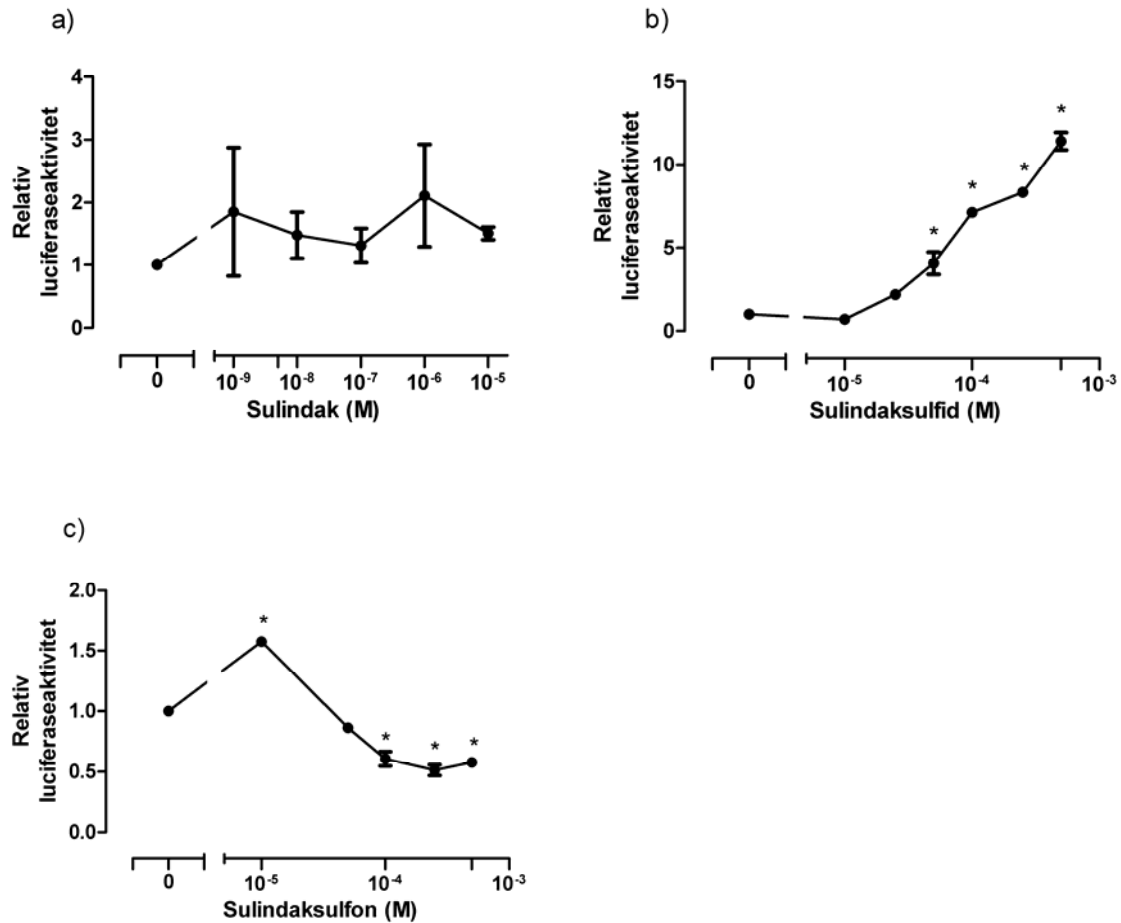 a)
4
3
2
1
0
Relativ
luciferaseaktivitet
0 10⁻⁹ 10⁻⁸ 10⁻⁷ 10⁻⁶ 10⁻⁵
Sulindak (M)
b)
15
10
5
0
Relativ
luciferaseaktivitet
* * * *
0 10⁻⁵ 10⁻⁴ 10⁻³
Sulindaksulfid (M)
c)
2.0
1.5
1.0
0.5
0.0
Relativ
luciferaseaktivitet
* * * *
0 10⁻⁵ 10⁻⁴ 10⁻³
Sulindaksulfon (M)